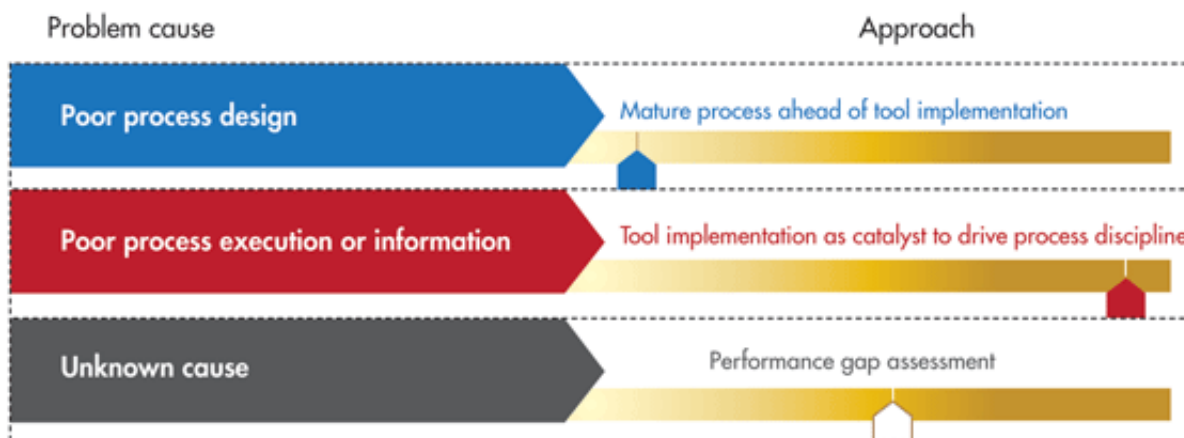 Problem cause
Approach
Poor process design
Mature process ahead of tool implementation
Poor process execution or information
Tool implementation as catalyst to drive process discipline
Unknown cause
Performance gap assessment